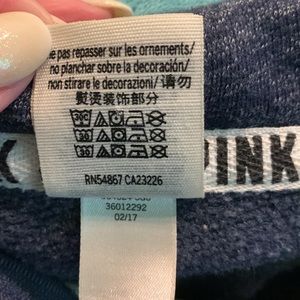 ne pas repasser sur les ornements/
no planchar sobre la decoración/
non stirare le decorazioni/请勿
熨烫装饰部分
RN54867 CA23226
36012292
02/17
K
PINK